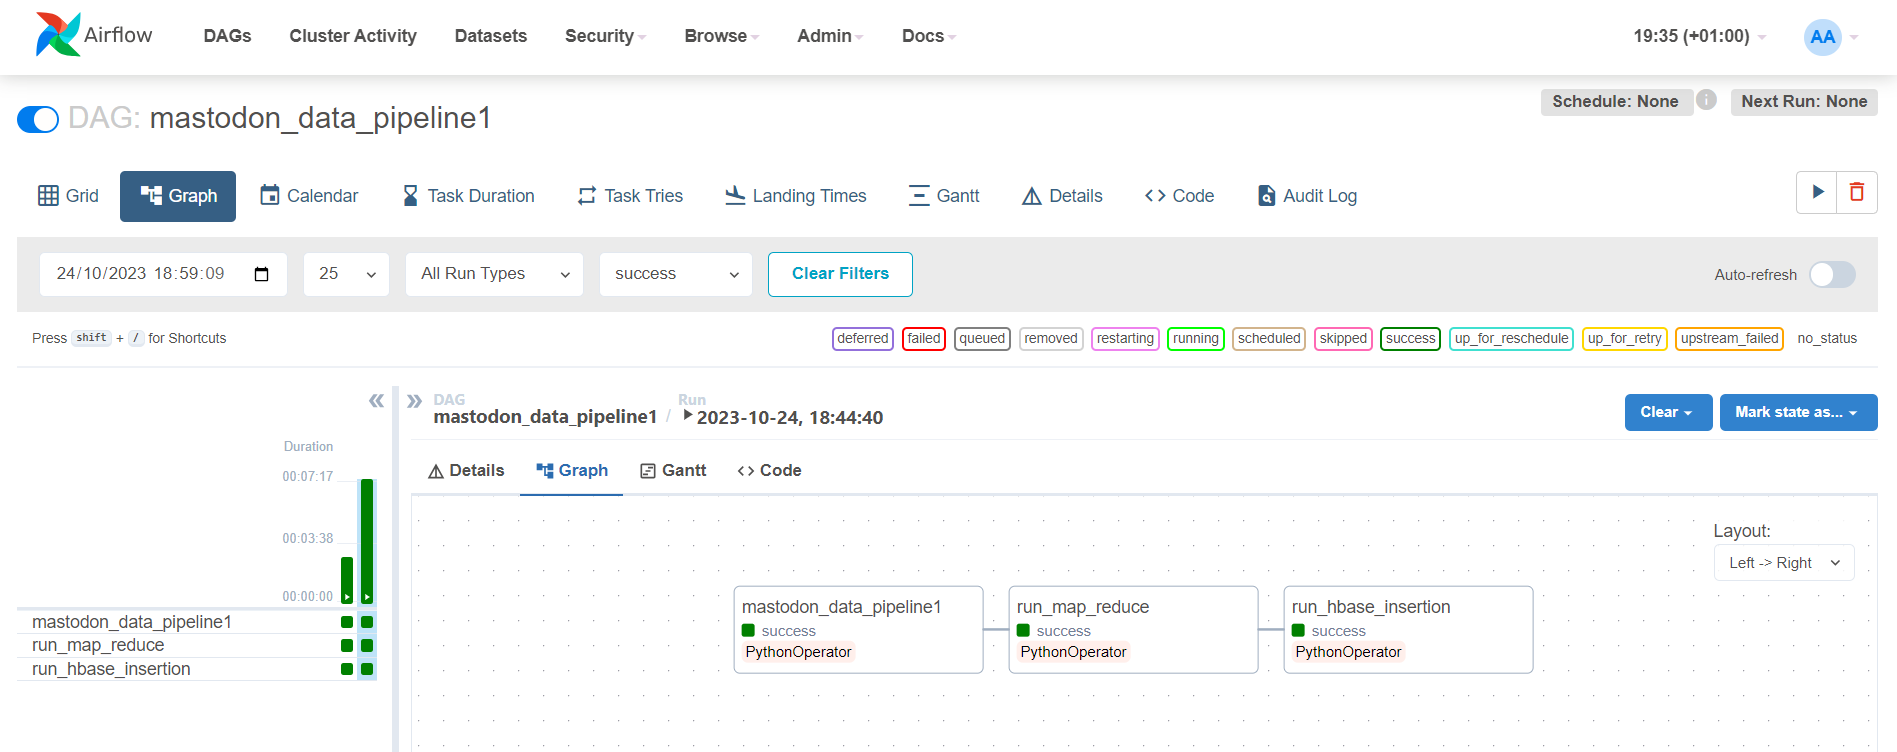 Airflow DAGs Cluster Activity Datasets Security Browse Admin Docs 19:35 (+01:00) AA
DAG: mastodon_data_pipeline1
Schedule: None i Next Run: None
Grid Graph Calendar Task Duration Task Tries Landing Times Gantt Details Code Audit Log
24/10/2023 18:59:09 25 All Run Types success Clear Filters Auto-refresh
Press shift + / for Shortcuts
deferred failed queued removed restarting running scheduled skipped success up_for_reschedule up_for_retry upstream_failed no_status
DAG Run
mastodon_data_pipeline1 / 2023-10-24, 18:44:40
Clear Mark state as...
Duration
00:07:17
00:03:38
00:00:00
mastodon_data_pipeline1
run_map_reduce
run_hbase_insertion
Details Graph Gantt Code
Layout:
Left -> Right
mastodon_data_pipeline1
success
PythonOperator
run_map_reduce
success
PythonOperator
run_hbase_insertion
success
PythonOperator